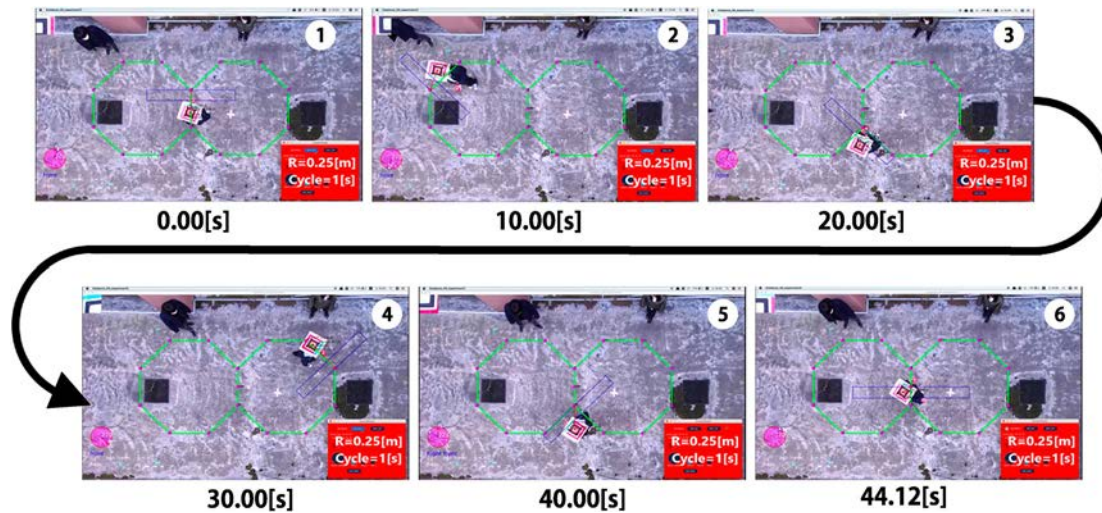 1
2
3
R=0.25[m]
Cycle=1[s]
R=0.25[m]
Cycle=1[s]
R=0.25[m]
Cycle=1[s]
0.00[s]
10.00[s]
20.00[s]
4
5
6
R=0.25[m]
Cycle=1[s]
R=0.25[m]
Cycle=1[s]
R=0.25[m]
Cycle=1[s]
30.00[s]
40.00[s]
44.12[s]